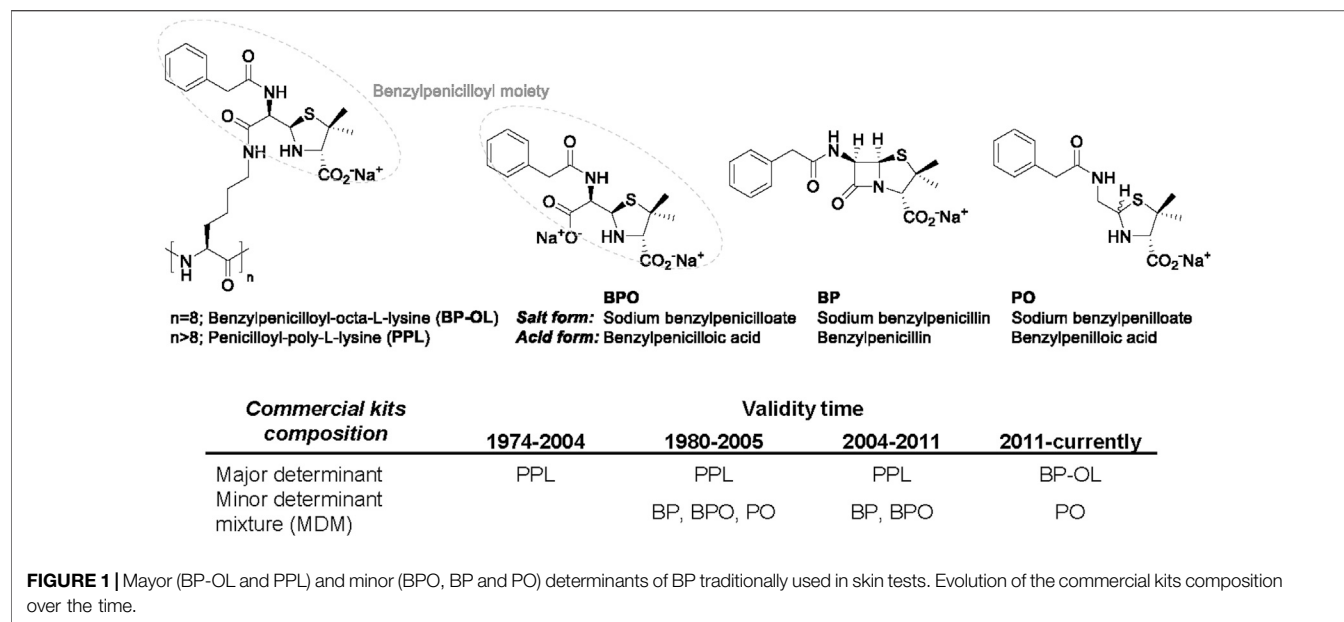 O
NH
Benzylpenicilloyl moiety
O
S
NH
HN
CO₂⁻Na⁺
N
H
O
n
O
NH
O
S
Na⁺O⁻
HN
CO₂⁻Na⁺
H
N
H H
S
O
O
N
CO₂⁻Na⁺
O
NH
H
S
HN
CO₂⁻Na⁺
BPO BP PO
n=8; Benzylpenicilloyl-octa-L-lysine (BP-OL) Salt form: Sodium benzylpenicilloate Sodium benzylpenicillin Sodium benzylpenilloate
n>8; Penicilloyl-poly-L-lysine (PPL) Acid form: Benzylpenicilloic acid Benzylpenicillin Benzylpenilloic acid
Commercial kits Validity time
composition 1974-2004 1980-2005 2004-2011 2011-currently
Major determinant PPL PPL PPL BP-OL
Minor determinant
mixture (MDM) BP, BPO, PO BP, BPO PO
FIGURE 1 | Mayor (BP-OL and PPL) and minor (BPO, BP and PO) determinants of BP traditionally used in skin tests. Evolution of the commercial kits composition
over the time.